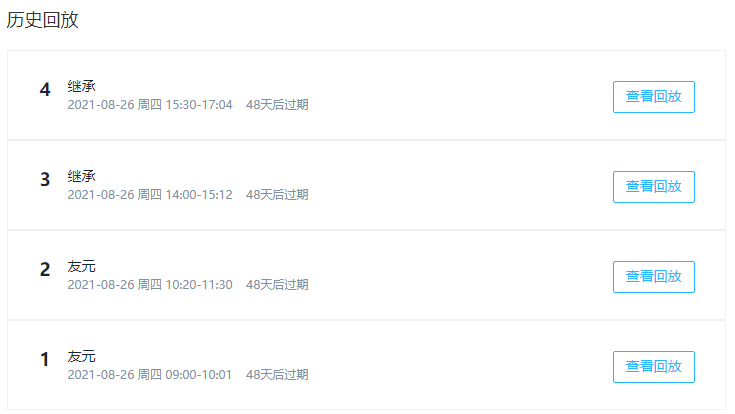 历史回放
4 继承
2021-08-26 周四 15:30-17:04 48天后过期
查看回放
3 继承
2021-08-26 周四 14:00-15:12 48天后过期
查看回放
2 友元
2021-08-26 周四 10:20-11:30 48天后过期
查看回放
1 友元
2021-08-26 周四 09:00-10:01 48天后过期
查看回放